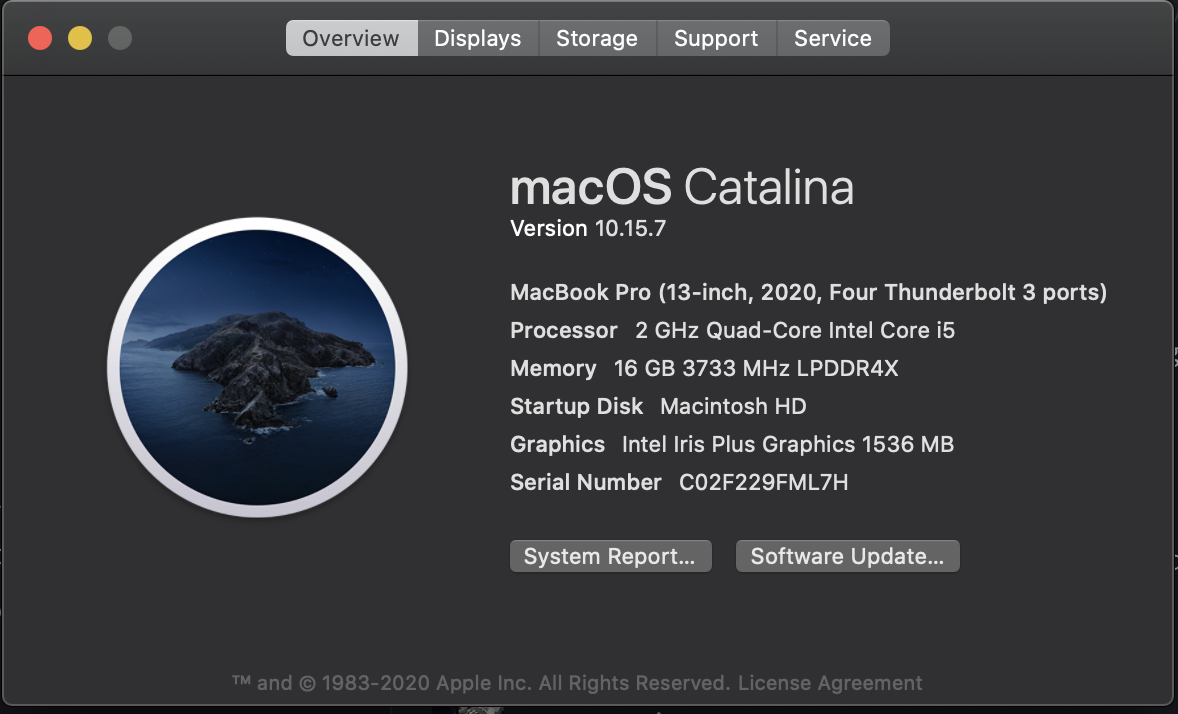 Overview Displays Storage Support Service
macOS Catalina
Version 10.15.7
MacBook Pro (13-inch, 2020, Four Thunderbolt 3 ports)
Processor 2 GHz Quad-Core Intel Core i5
Memory 16 GB 3733 MHz LPDDR4X
Startup Disk Macintosh HD
Graphics Intel Iris Plus Graphics 1536 MB
Serial Number C02F229FML7H
System Report... Software Update...
™ and © 1983-2020 Apple Inc. All Rights Reserved. License Agreement